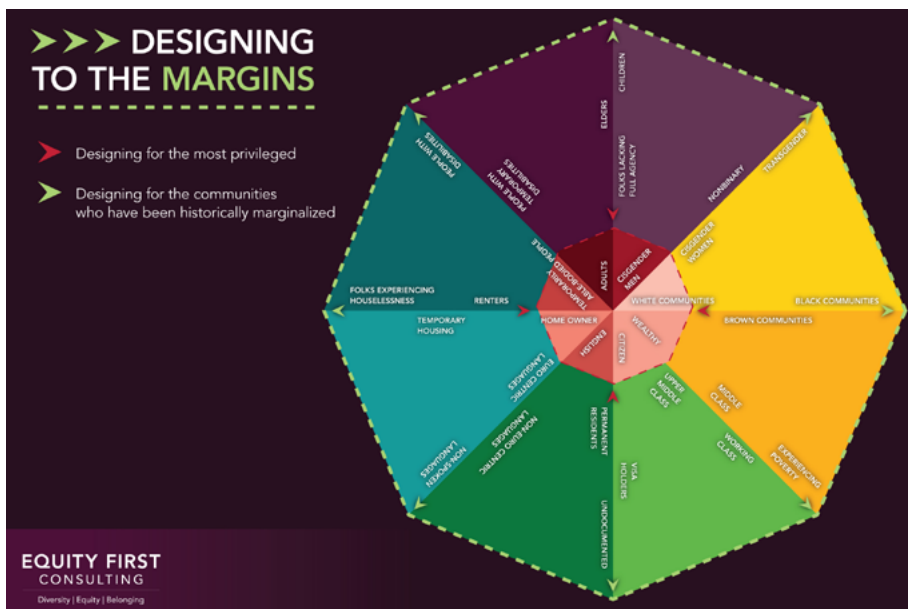 DESIGNING
TO THE MARGINS
Designing for the most privileged
Designing for the communities
who have been historically marginalized
CHILDREN
ELDERS
FOLKS LACKING
FULL AGENCY
ADULTS
TRANSGENDER
NONBINARY
CISGENDER
WOMEN
CISGENDER
MEN
BLACK COMMUNITIES
BROWN COMMUNITIES
WHITE COMMUNITIES
EXPERIENCING
POVERTY
WORKING
CLASS
MIDDLE
CLASS
UPPER
MIDDLE
CLASS
WEALTHY
UNDOCUMENTED
VISA
HOLDERS
PERMANENT
RESIDENTS
CITIZEN
NON-SPOKEN
LANGUAGES
NON-EURO CENTRIC
LANGUAGES
EURO CENTRIC
LANGUAGES
ENGLISH
FOLKS EXPERIENCING
HOUSELESSNESS
TEMPORARY
HOUSING
RENTERS
HOME OWNER
PEOPLE WITH
DISABILITIES
PEOPLE WITH
TEMPORARY
DISABILITIES
TEMPORARILY
ABLE-BODIED PEOPLE
EQUITY FIRST
CONSULTING
Diversity | Equity | Belonging